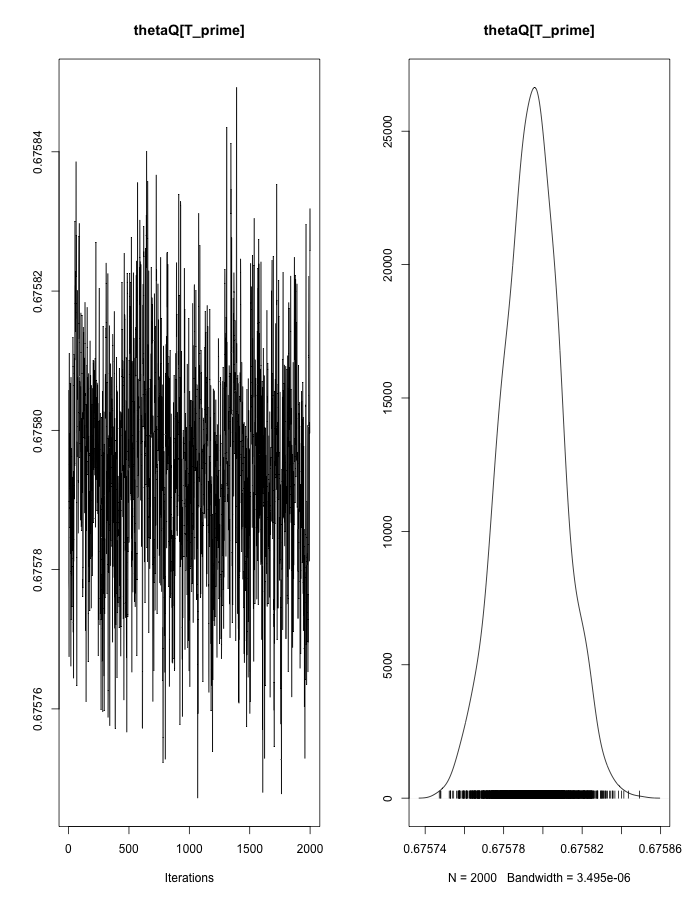 thetaQ[T_prime]
0.67584
0.67582
0.67580
0.67578
0.67576
0 500 1000 1500 2000
Iterations
thetaQ[T_prime]
25000
20000
15000
10000
5000
0
0.67574 0.67578 0.67582 0.67586
N = 2000 Bandwidth = 3.495e-06